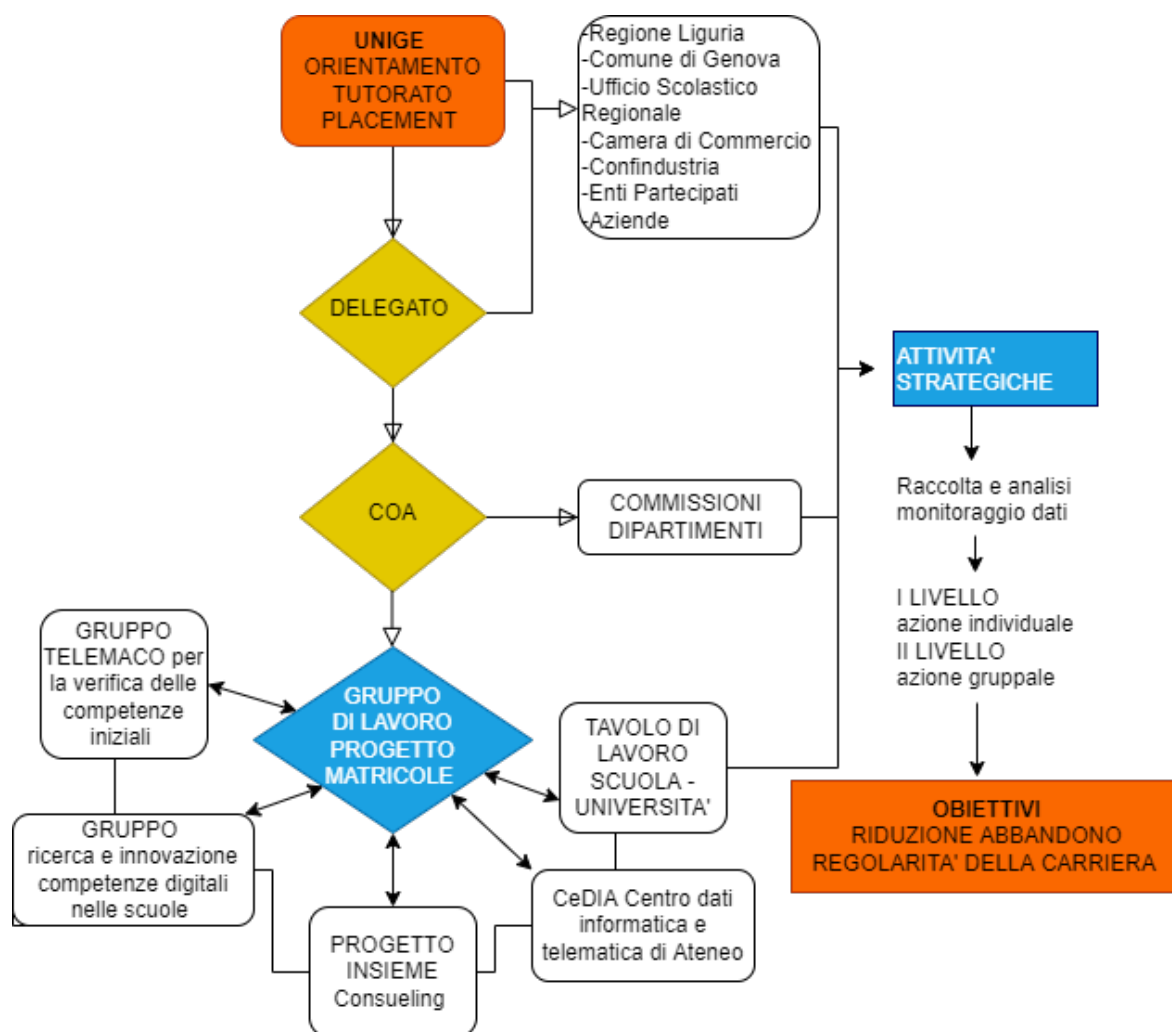 UNIGE
ORIENTAMENTO
TUTORATO
PLACEMENT
-Regione Liguria
-Comune di Genova
-Ufficio Scolastico
Regionale
-Camera di Commercio
-Confindustria
-Enti Partecipati
-Aziende
DELEGATO
ATTIVITA'
STRATEGICHE
COA
COMMISSIONI
DIPARTIMENTI
Raccolta e analisi
monitoraggio dati
I LIVELLO
azione individuale
II LIVELLO
azione gruppale
GRUPPO
TELEMACO per
la verifica delle
competenze
iniziali
GRUPPO
DI LAVORO
PROGETTO
MATRICOLE
TAVOLO DI
LAVORO
SCUOLA -
UNIVERSITA'
OBIETTIVI
RIDUZIONE ABBANDONO
REGOLARITA' DELLA CARRIERA
GRUPPO
ricerca e innovazione
competenze digitali
nelle scuole
CeDIA Centro dati
informatica e
telematica di Ateneo
PROGETTO
INSIEME
Consueling